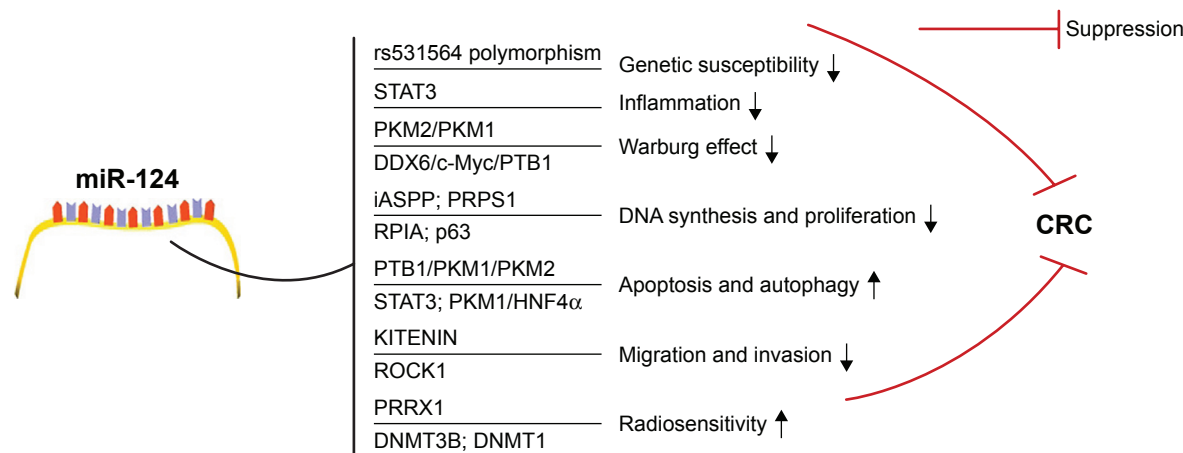 Suppression
rs531564 polymorphism
Genetic susceptibility ↓
STAT3
Inflammation ↓
PKM2/PKM1
Warburg effect ↓
DDX6/c-Myc/PTB1
miR-124
iASPP; PRPS1
DNA synthesis and proliferation ↓
RPIA; p63
CRC
PTB1/PKM1/PKM2
Apoptosis and autophagy ↑
STAT3; PKM1/HNF4α
KITENIN
Migration and invasion ↓
ROCK1
PRRX1
Radiosensitivity ↑
DNMT3B; DNMT1